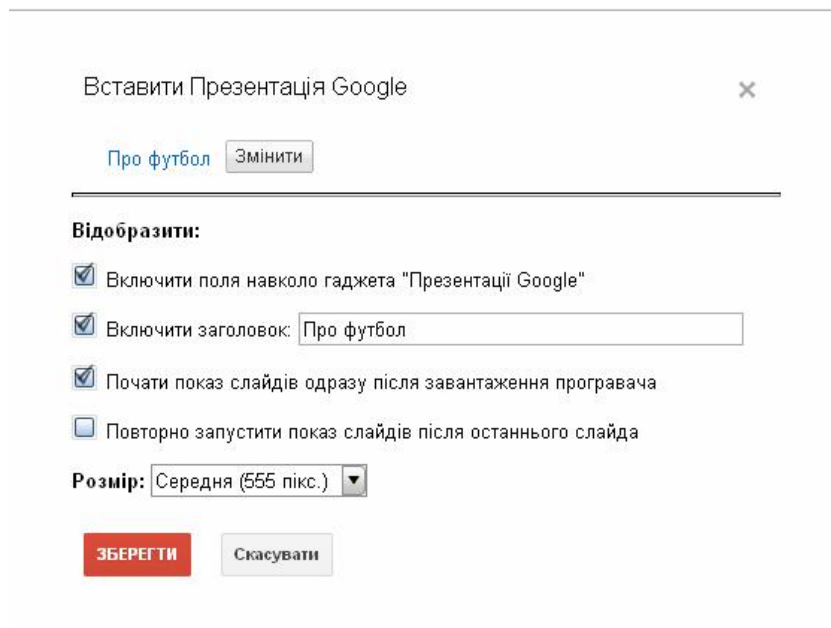 Вставити Презентація Google
Про футбол Змінити
Відобразити:
Включити поля навколо гаджета "Презентації Google"
Включити заголовок: Про футбол
Почати показ слайдів одразу після завантаження програвача
Повторно запустити показ слайдів після останнього слайда
Розмір: Середня (555 пікс.)
ЗБЕРЕГТИ Скасувати